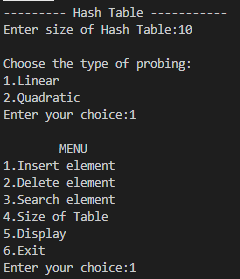 --------- Hash Table -----------
Enter size of Hash Table:10
Choose the type of probing:
1.Linear
2.Quadratic
Enter your choice:1
MENU
1.Insert element
2.Delete element
3.Search element
4.Size of Table
5.Display
6.Exit
Enter your choice:1